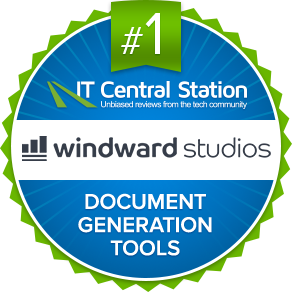 #1
IT Central Station
Unbiased reviews from the tech community
windward studios
DOCUMENT
GENERATION
TOOLS